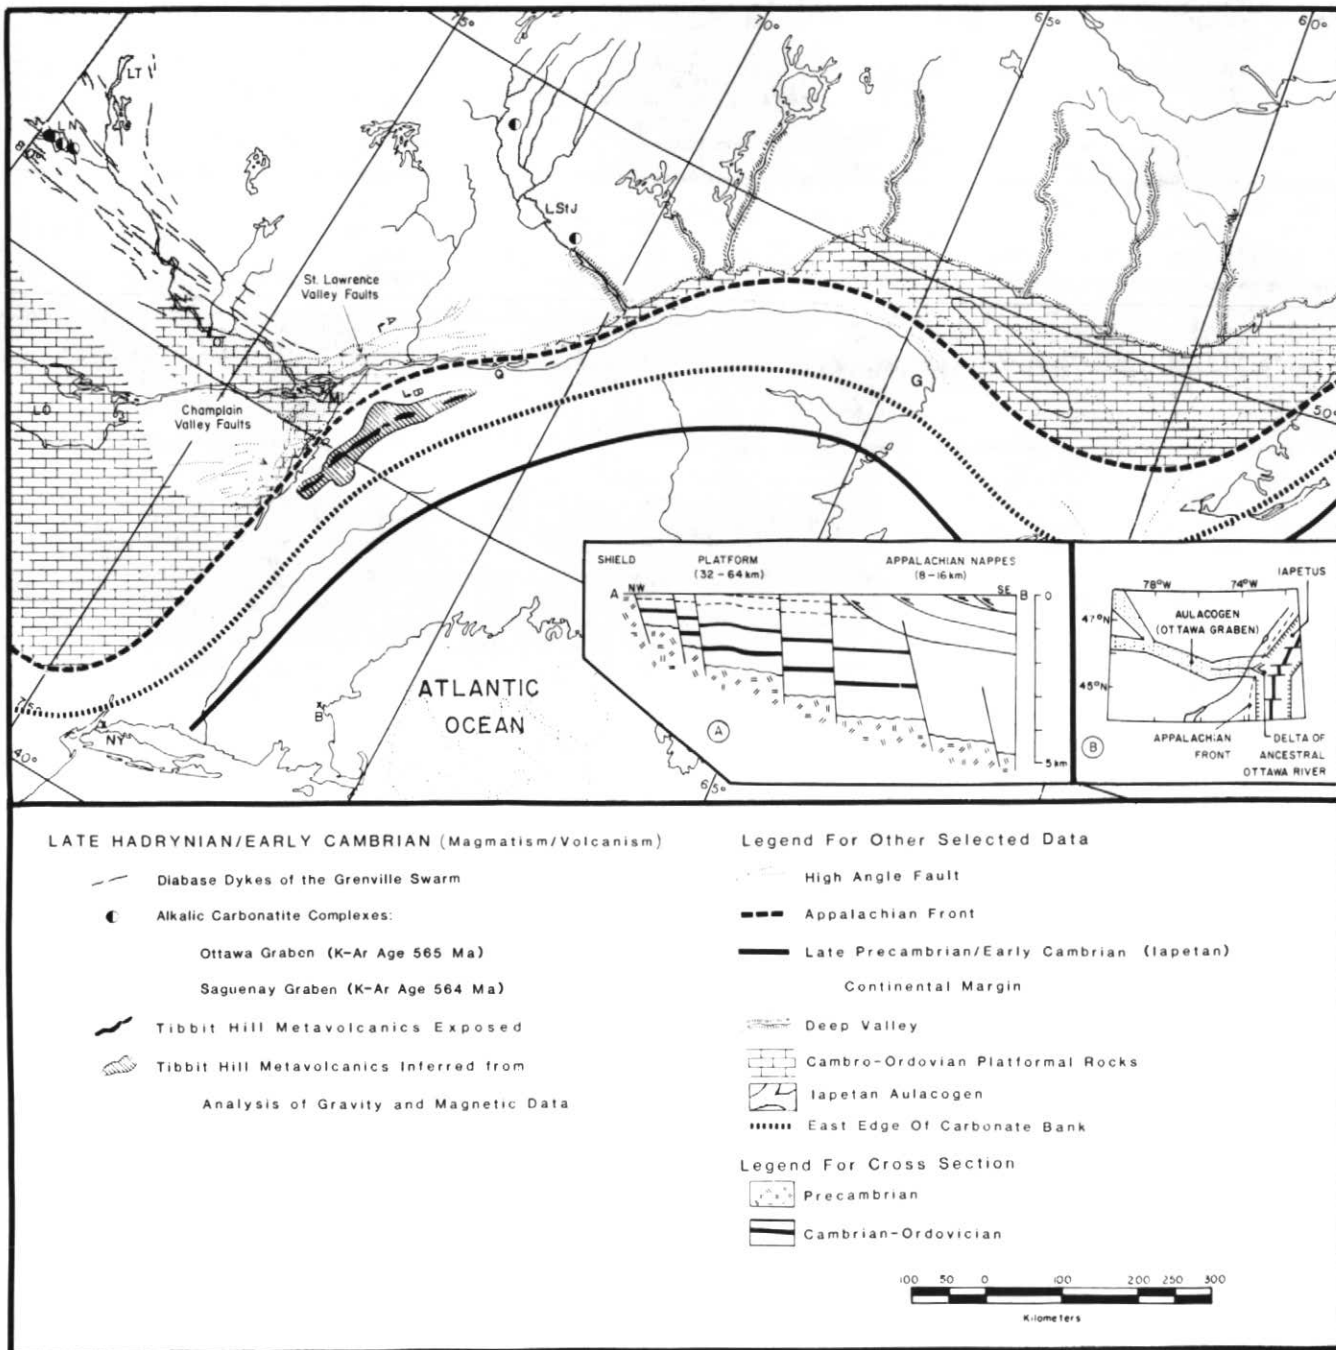 75°
70°
65°
60°
LT
LN
80°
LStJ
St. Lawrence
Valley Faults
A
O
M
Q
G
LO
Champlain
Valley Faults
LB
50°
75°
40°
NY
B
ATLANTIC
OCEAN
65°
SHIELD
PLATFORM
(32-64 km)
APPALACHIAN NAPPES
(8-16 km)
A
NW
SE
B
0
5 km
A
IAPETUS
78°W
74°W
47°N
45°N
AULACOGEN
(OTTAWA GRABEN)
B
APPALACHIAN
FRONT
DELTA OF
ANCESTRAL
OTTAWA RIVER
LATE HADRYNIAN/EARLY CAMBRIAN (Magmatism/Volcanism)
Diabase Dykes of the Grenville Swarm
Alkalic Carbonatite Complexes:
Ottawa Graben (K-Ar Age 565 Ma)
Saguenay Graben (K-Ar Age 564 Ma)
Tibbit Hill Metavolcanics Exposed
Tibbit Hill Metavolcanics Inferred from
Analysis of Gravity and Magnetic Data
Legend For Other Selected Data
High Angle Fault
Appalachian Front
Late Precambrian/Early Cambrian (Iapetan)
Continental Margin
Deep Valley
Cambro-Ordovian Platformal Rocks
Iapetan Aulacogen
East Edge Of Carbonate Bank
Legend For Cross Section
Precambrian
Cambrian-Ordovician
100 50 0 100 200 250 300
Kilometers